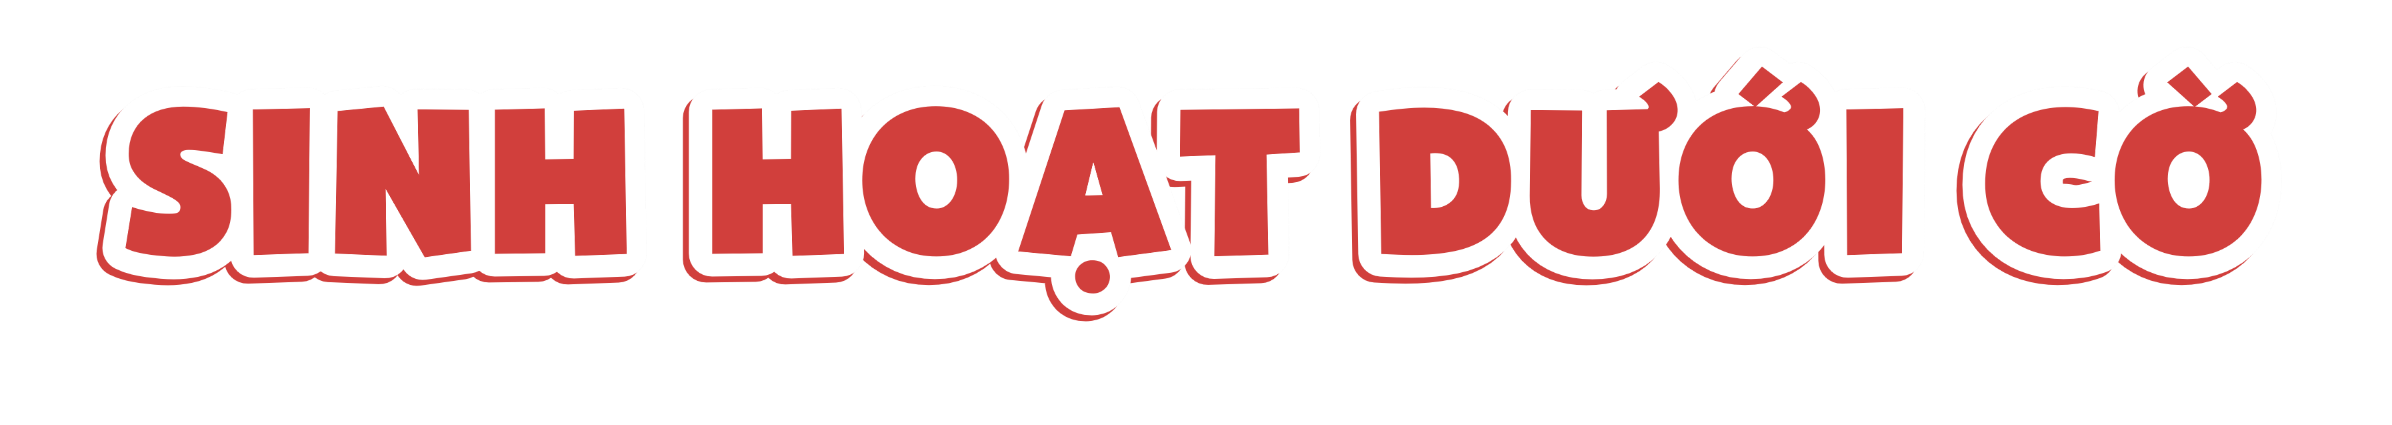 SINH HOẠT DƯỚI CỜ